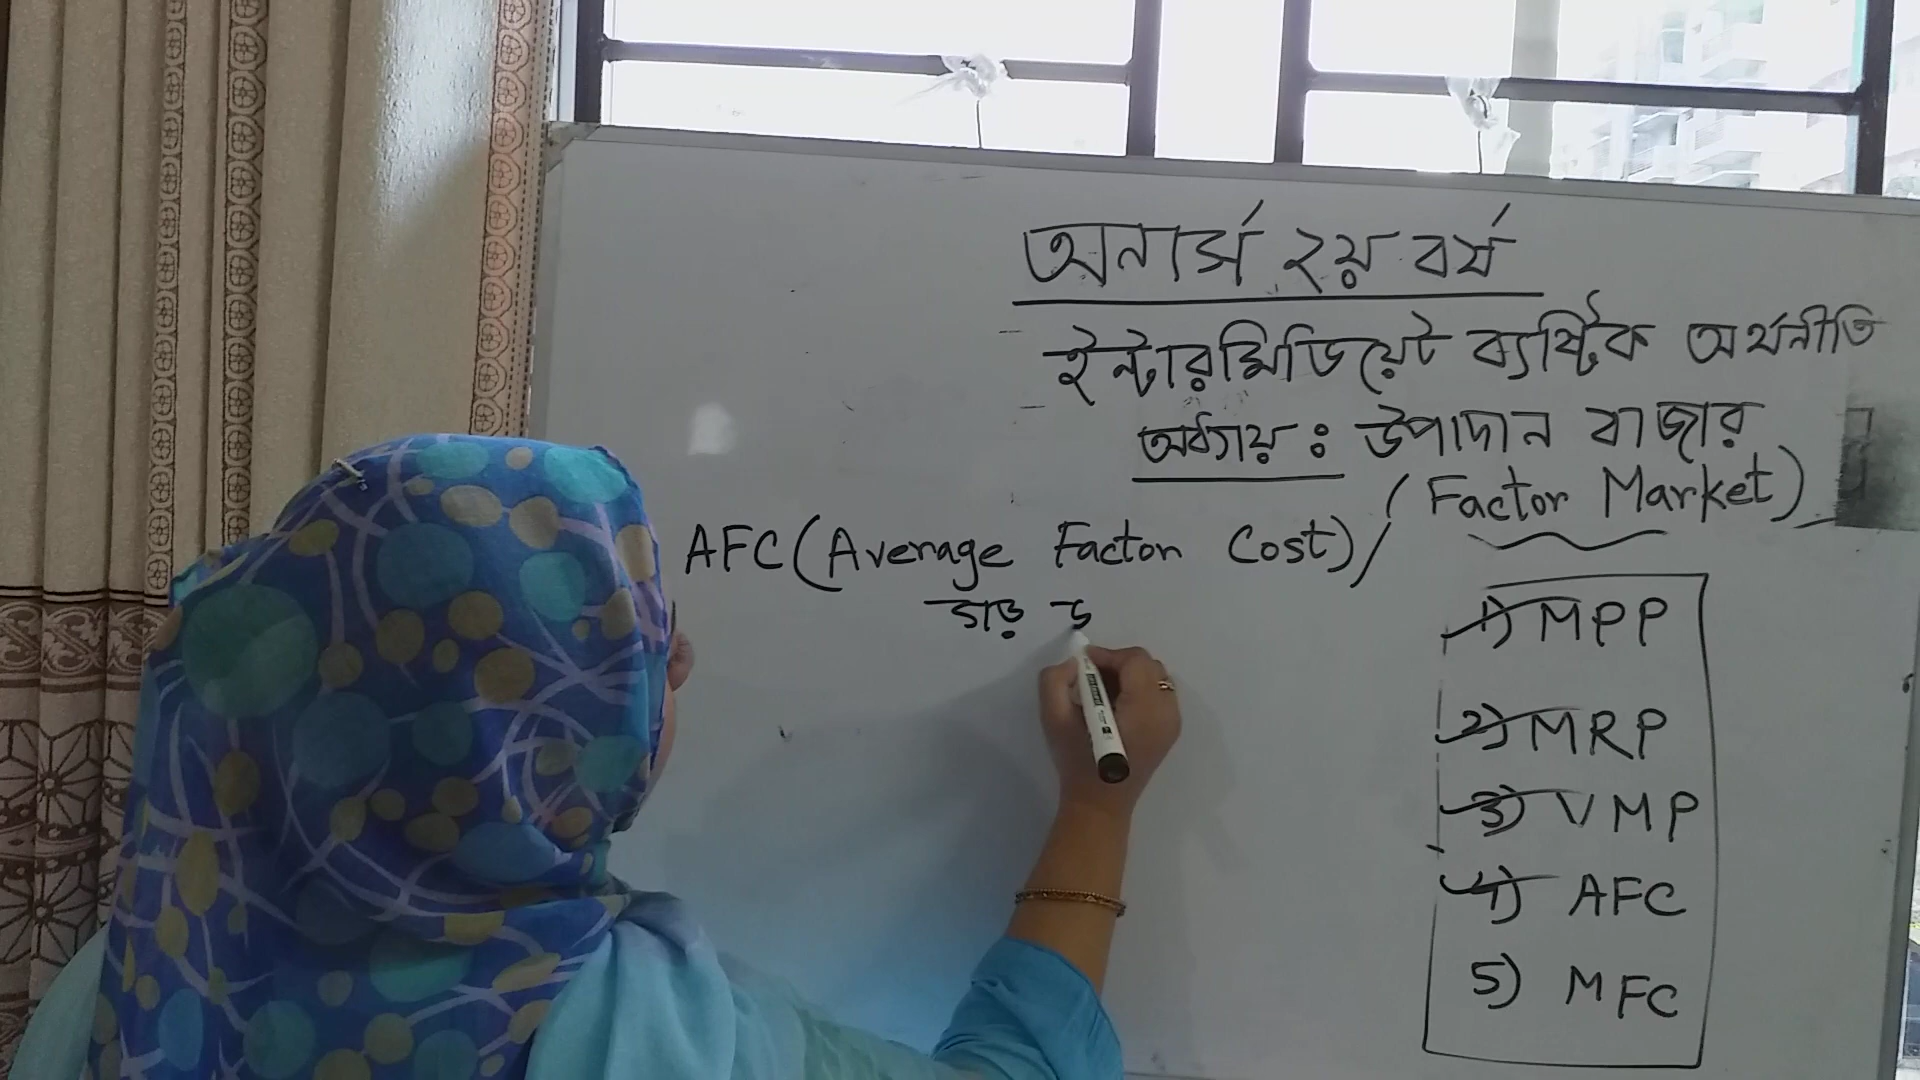 অনার্স ২য় বর্ষ
ইন্টারমিডিয়েট ব্যষ্টিক অর্থনীতি
অধ্যায় : উপাদান বাজার
(Factor Market)
AFC (Average Factor Cost)/
গড় উ
1) MPP
2) MRP
3) VMP
4) AFC
5) MFC